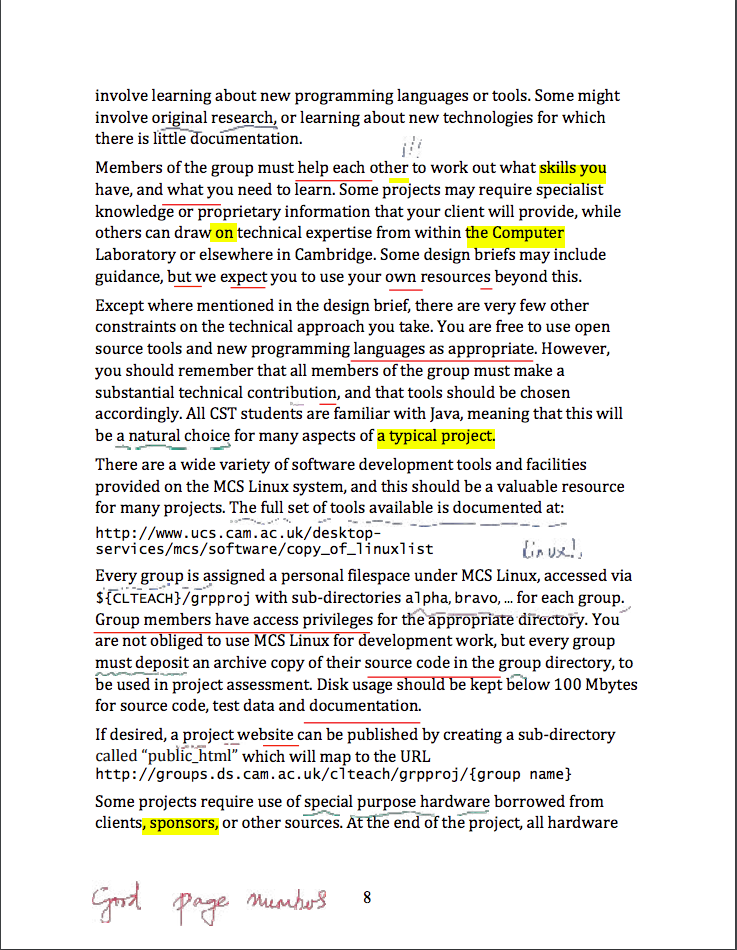 involve learning about new programming languages or tools. Some might
involve original research, or learning about new technologies for which
there is little documentation.
!!!
Members of the group must help each other to work out what skills you
have, and what you need to learn. Some projects may require specialist
knowledge or proprietary information that your client will provide, while
others can draw on technical expertise from within the Computer
Laboratory or elsewhere in Cambridge. Some design briefs may include
guidance, but we expect you to use your own resources beyond this.
Except where mentioned in the design brief, there are very few other
constraints on the technical approach you take. You are free to use open
source tools and new programming languages as appropriate. However,
you should remember that all members of the group must make a
substantial technical contribution, and that tools should be chosen
accordingly. All CST students are familiar with Java, meaning that this will
be a natural choice for many aspects of a typical project.
There are a wide variety of software development tools and facilities
provided on the MCS Linux system, and this should be a valuable resource
for many projects. The full set of tools available is documented at:
http://www.ucs.cam.ac.uk/desktop-
services/mcs/software/copy_of_linuxlist
Linux!,
Every group is assigned a personal filespace under MCS Linux, accessed via
${CLTEACH}/grpproj with sub-directories alpha, bravo, … for each group.
Group members have access privileges for the appropriate directory. You
are not obliged to use MCS Linux for development work, but every group
must deposit an archive copy of their source code in the group directory, to
be used in project assessment. Disk usage should be kept below 100 Mbytes
for source code, test data and documentation.
If desired, a project website can be published by creating a sub-directory
called “public_html” which will map to the URL
http://groups.ds.cam.ac.uk/clteach/grpproj/{group name}
Some projects require use of special purpose hardware borrowed from
clients, sponsors, or other sources. At the end of the project, all hardware
Good page numbers
8